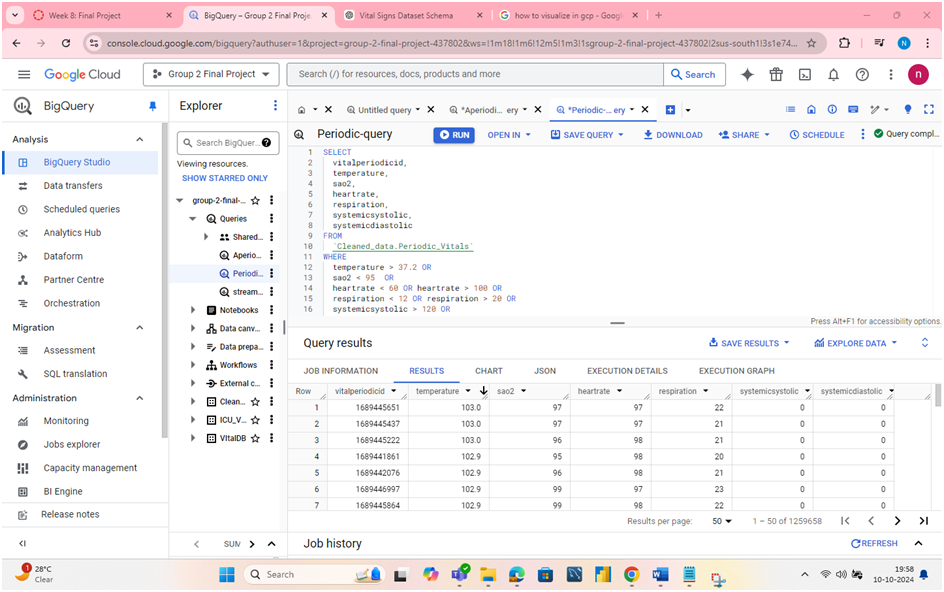 Week 8: Final Project
BigQuery – Group 2 Final Proje
Vital Signs Dataset Schema
how to visualize in gcp - Googl
console.cloud.google.com/bigquery?authuser=1&project=group-2-final-project-437802&ws=!1m18!1m6!12m5!1m3!1sgroup-2-final-project-437802!2sus-south1!3s1e74...
N
Google Cloud
Group 2 Final Project
Search (/) for resources, docs, products and more
Search
n
BigQuery
Explorer
Untitled query
*Aperiodi... ery
*Periodic-... ery
Analysis
BigQuery Studio
Data transfers
Scheduled queries
Analytics Hub
Dataform
Partner Centre
Orchestration
Migration
Assessment
SQL translation
Administration
Monitoring
Jobs explorer
Capacity management
BI Engine
Release notes
Search BigQuer...
Viewing resources.
SHOW STARRED ONLY
group-2-final-...
Queries
Shared...
Aperio...
Periodi...
stream...
Notebooks
Data canv...
Data prepa...
Workflows
External c...
Clean...
ICU_V...
VitalDB
SUM
Periodic-query
RUN
OPEN IN
SAVE QUERY
DOWNLOAD
SHARE
SCHEDULE
Query compl...
1 SELECT
2 vitalperiodicid,
3 temperature,
4 sao2,
5 heartrate,
6 respiration,
7 systemicsystolic,
8 systemicdiastolic
9 FROM
10 `Cleaned_data.Periodic_Vitals`
11 WHERE
12 temperature > 37.2 OR
13 sao2 < 95 OR
14 heartrate < 60 OR heartrate > 100 OR
15 respiration < 12 OR respiration > 20 OR
16 systemicsystolic > 120 OR
Press Alt+F1 for accessibility options.
Query results
SAVE RESULTS
EXPLORE DATA
JOB INFORMATION
RESULTS
CHART
JSON
EXECUTION DETAILS
EXECUTION GRAPH
Row vitalperiodicid temperature sao2 heartrate respiration systemicsystolic systemicdiastolic
1 1689445651 103.0 97 97 22 0 0
2 1689445437 103.0 97 97 21 0 0
3 1689445222 103.0 96 98 21 0 0
4 1689441861 102.9 95 98 20 0 0
5 1689442076 102.9 96 98 21 0 0
6 1689446997 102.9 99 97 23 0 0
7 1689445864 102.9 99 98 22 0 0
Results per page: 50 1 – 50 of 1259658
Job history
REFRESH
1
28°C
Clear
Search
19:58
10-10-2024